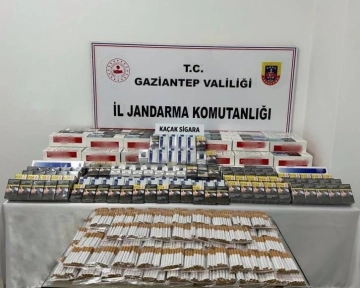 T.C.
GAZİANTEP VALİLİĞİ
İL JANDARMA KOMUTANLIĞI
KAÇAK SİGARA